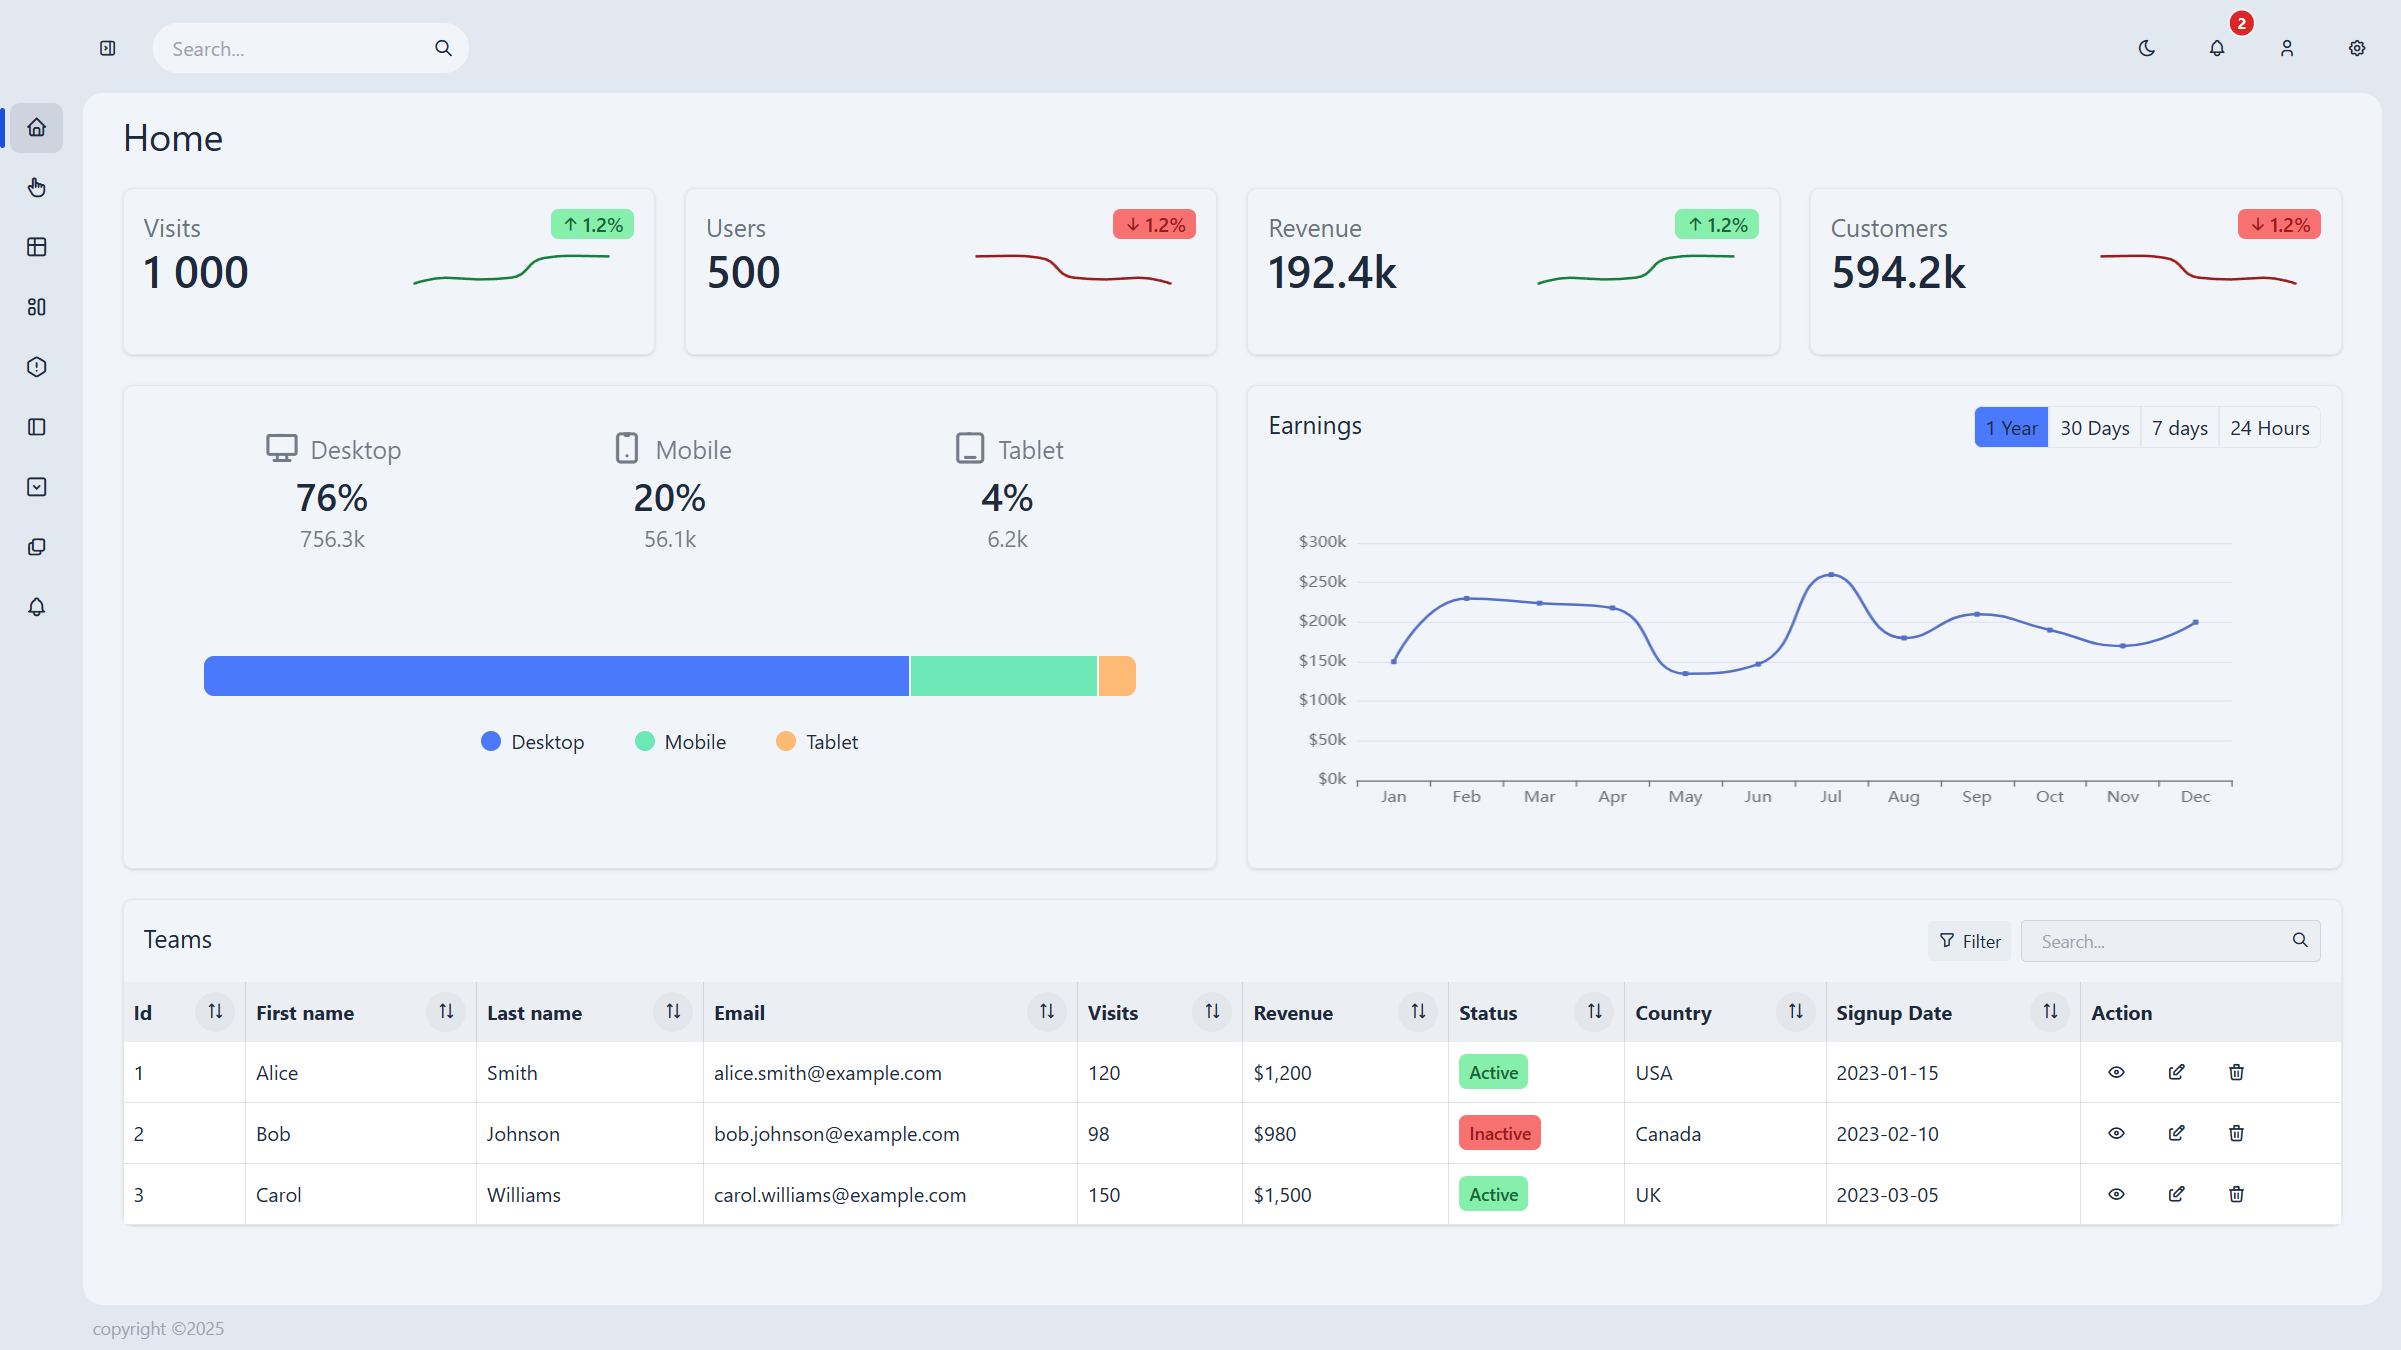 Search...
2
Home
Visits
1.2%
1 000
Users
1.2%
500
Revenue
1.2%
192.4k
Customers
1.2%
594.2k
Desktop
76%
756.3k
Mobile
20%
56.1k
Tablet
4%
6.2k
Desktop Mobile Tablet
Earnings
1 Year 30 Days 7 days 24 Hours
$300k
$250k
$200k
$150k
$100k
$50k
$0k
Jan Feb Mar Apr May Jun Jul Aug Sep Oct Nov Dec
Teams
Filter
Search...
Id First name Last name Email Visits Revenue Status Country Signup Date Action
1 Alice Smith alice.smith@example.com 120 $1,200 Active USA 2023-01-15
2 Bob Johnson bob.johnson@example.com 98 $980 Inactive Canada 2023-02-10
3 Carol Williams carol.williams@example.com 150 $1,500 Active UK 2023-03-05
copyright ©2025